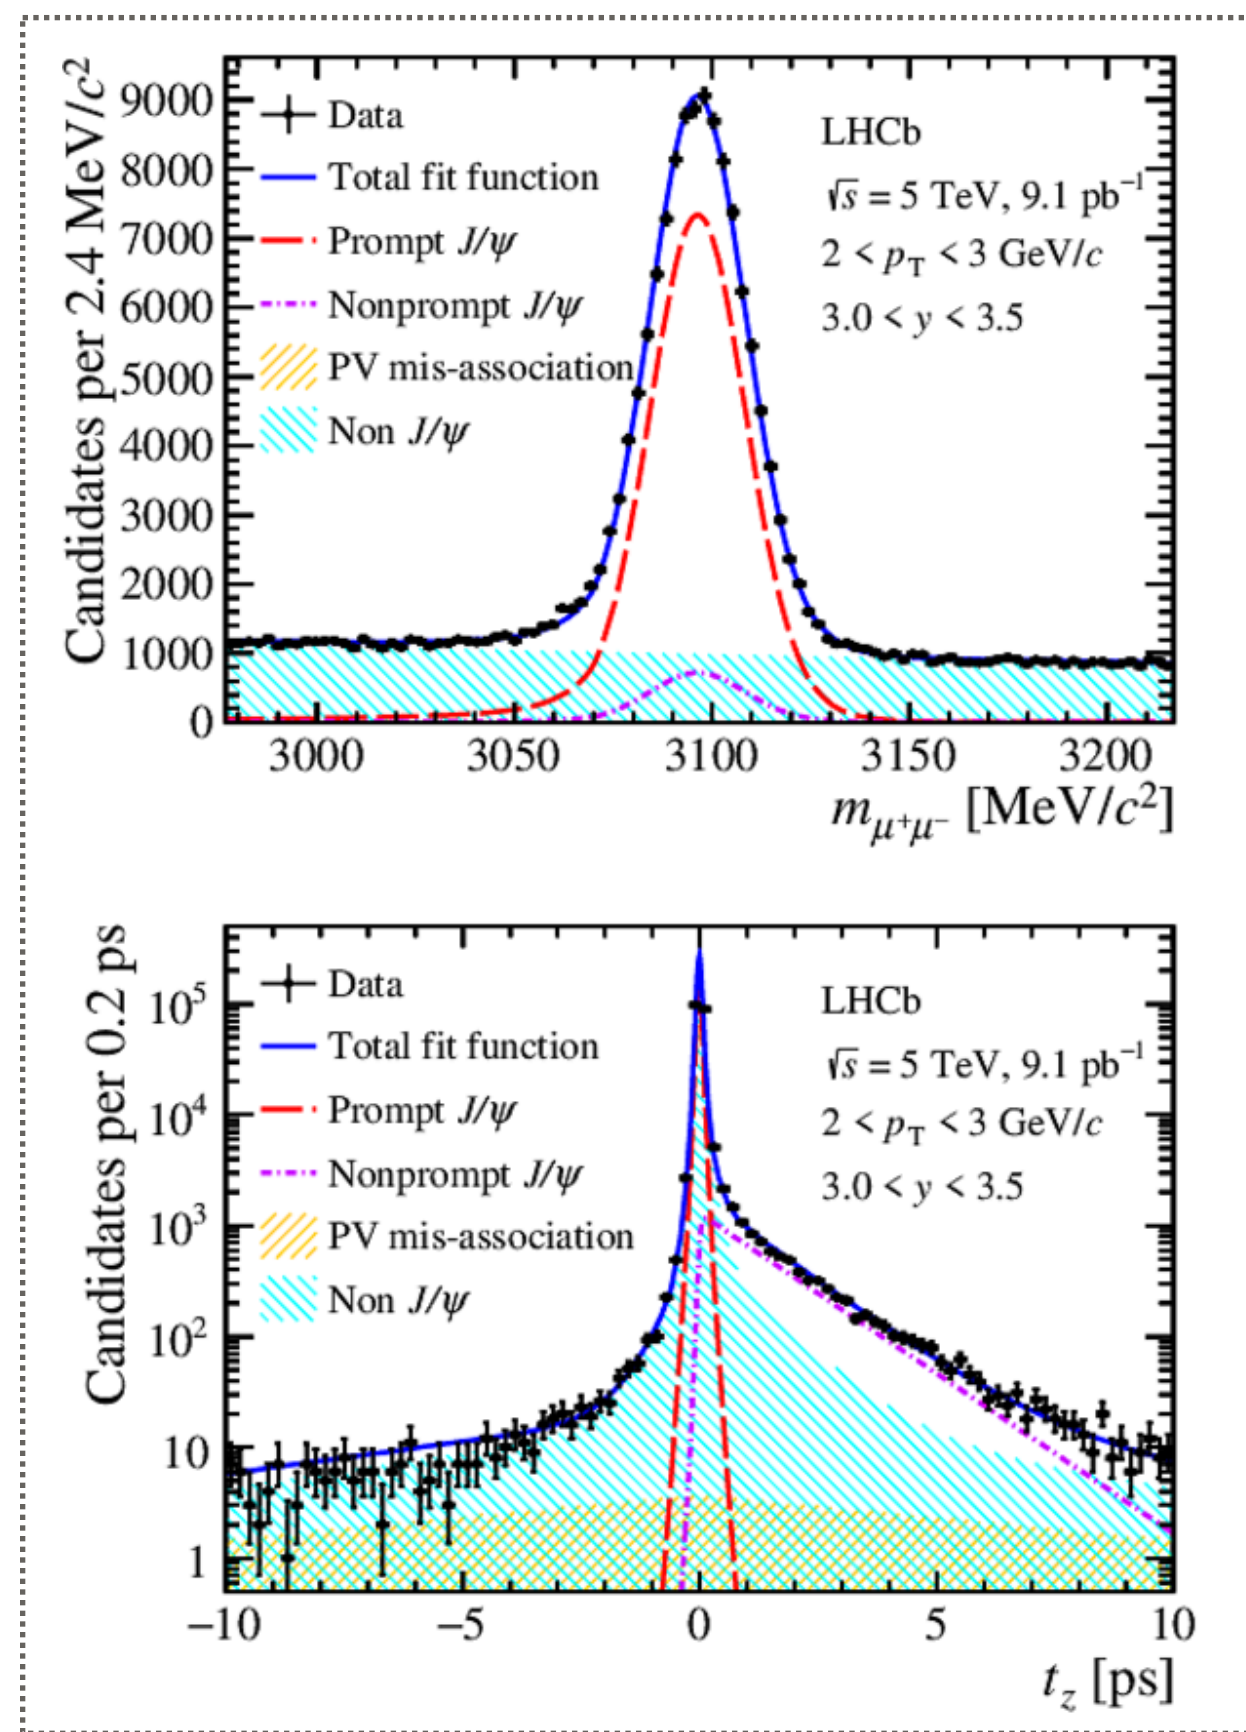 Candidates per 2.4 MeV/c²
9000
8000
7000
6000
5000
4000
3000
2000
1000
0
Data
Total fit function
Prompt J/ψ
Nonprompt J/ψ
PV mis-association
Non J/ψ
LHCb
√s = 5 TeV, 9.1 pb⁻¹
2 < p_T < 3 GeV/c
3.0 < y < 3.5
3000 3050 3100 3150 3200
m_μ⁺μ⁻ [MeV/c²]
Candidates per 0.2 ps
10⁵
10⁴
10³
10²
10
1
Data
Total fit function
Prompt J/ψ
Nonprompt J/ψ
PV mis-association
Non J/ψ
LHCb
√s = 5 TeV, 9.1 pb⁻¹
2 < p_T < 3 GeV/c
3.0 < y < 3.5
−10 −5 0 5 10
t_z [ps]